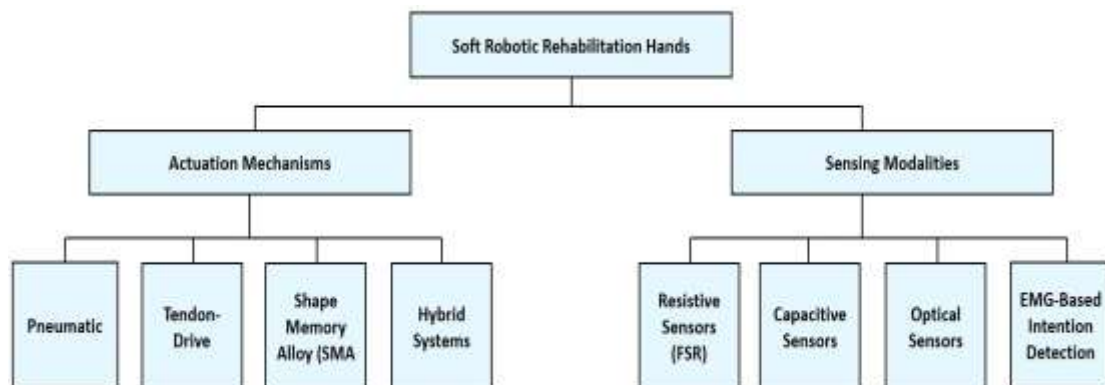 Soft Robotic Rehabilitation Hands
Actuation Mechanisms
Sensing Modalities
Pneumatic
Tendon-
Drive
Shape
Memory
Alloy (SMA
Hybrid
Systems
Resistive
Sensors
(FSR)
Capacitive
Sensors
Optical
Sensors
EMG-Based
Intention
Detection